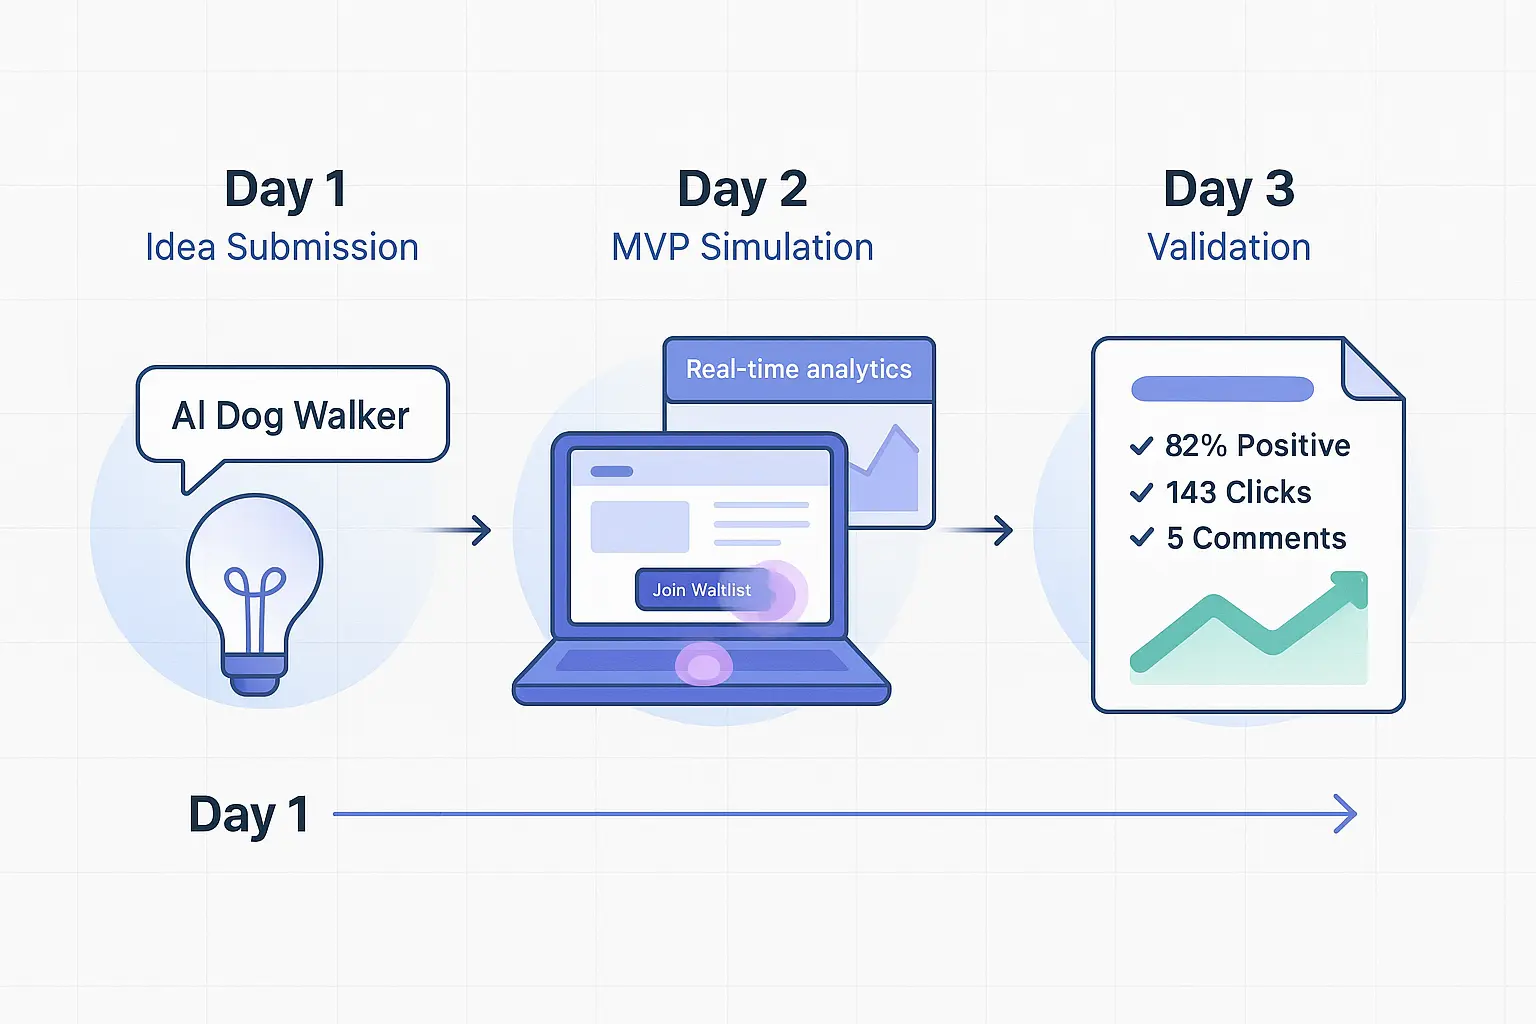 Day 1
Idea Submission
AI Dog Walker
Day 2
MVP Simulation
Real-time analytics
Join Waltlist
Day 3
Validation
82% Positive
143 Clicks
5 Comments
Day 1